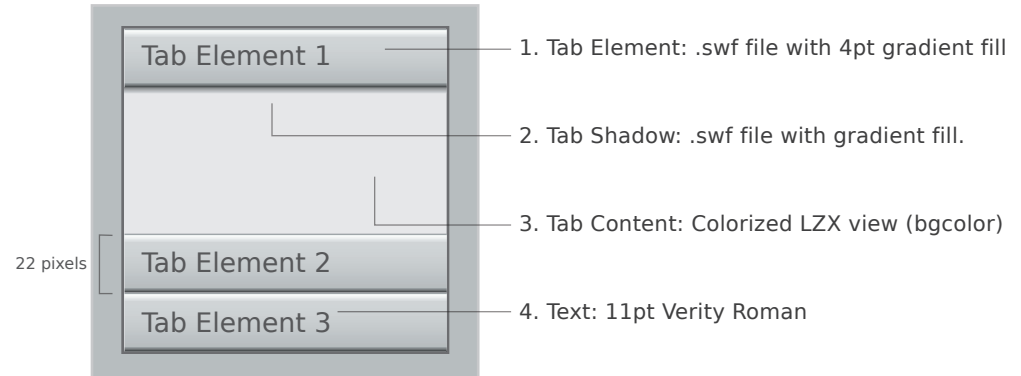 Tab Element 1
1. Tab Element: .swf file with 4pt gradient fill
2. Tab Shadow: .swf file with gradient fill.
3. Tab Content: Colorized LZX view (bgcolor)
22 pixels
Tab Element 2
4. Text: 11pt Verity Roman
Tab Element 3